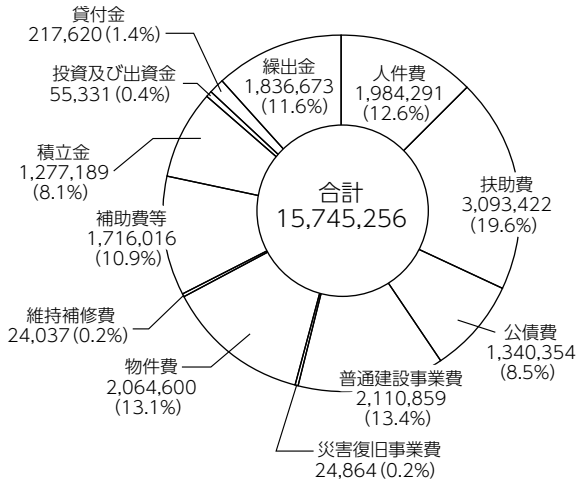 貸付金
217,620(1.4%)
投資及び出資金
55,331(0.4%)
積立金
1,277,189
(8.1%)
補助費等
1,716,016
(10.9%)
維持補修費
24,037(0.2%)
物件費
2,064,600
(13.1%)
繰出金
1,836,673
(11.6%)
人件費
1,984,291
(12.6%)
合計
15,745,256
扶助費
3,093,422
(19.6%)
公債費
1,340,354
(8.5%)
普通建設事業費
2,110,859
(13.4%)
災害復旧事業費
24,864(0.2%)